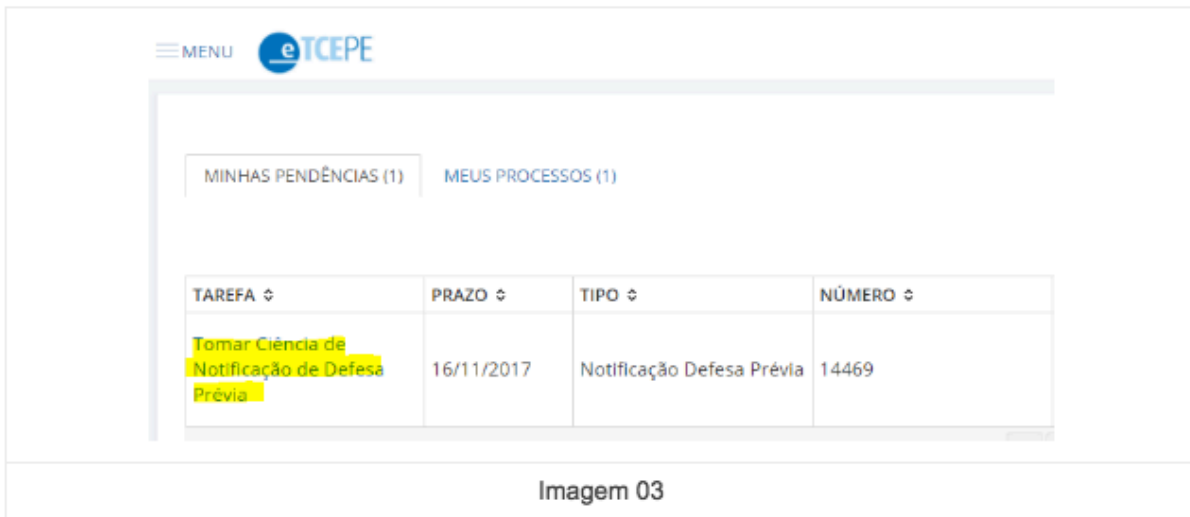 MENU eTCEPE
MINHAS PENDÊNCIAS (1) MEUS PROCESSOS (1)
TAREFA PRAZO TIPO NÚMERO
Tomar Ciência de
Notificação de Defesa
Prévia
16/11/2017 Notificação Defesa Prévia 14469
Imagem 03